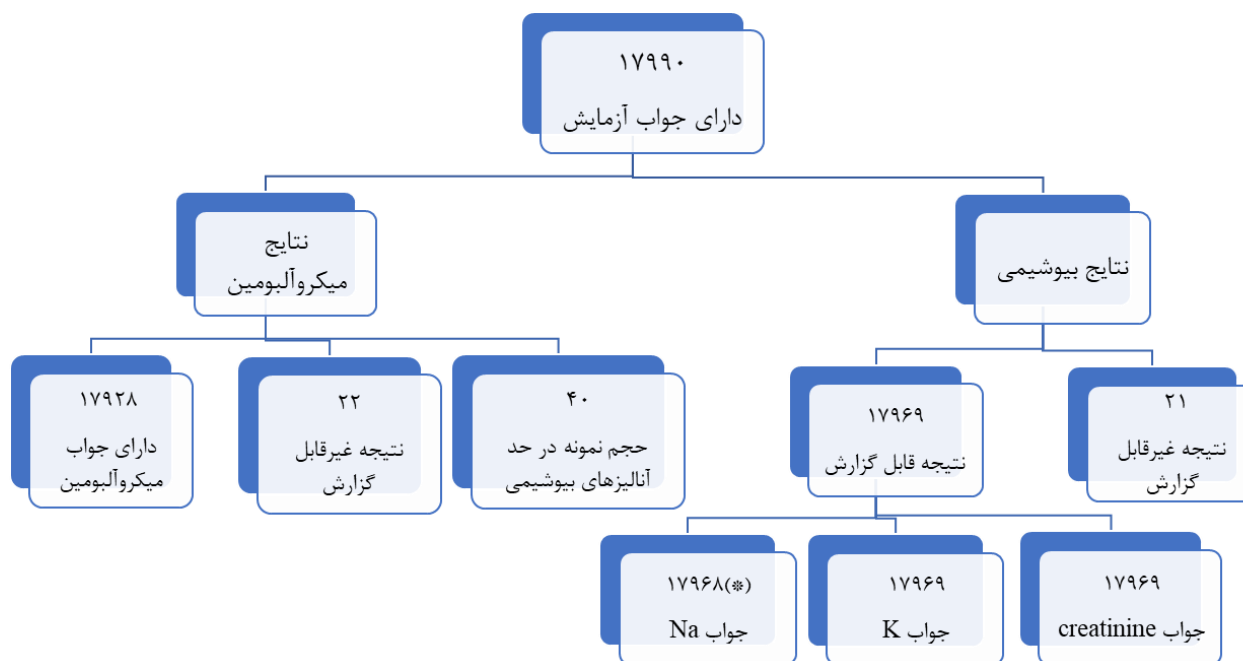 ۱۷۹۹۰
دارای جواب آزمایش
نتایج بیوشیمی
نتایج
میکروآلبومین
۲۱
نتیجه غیرقابل
گزارش
۱۷۹۶۹
نتیجه قابل گزارش
۴۰
حجم نمونه در حد
آنالیزهای بیوشیمی
۲۲
نتیجه غیرقابل
گزارش
۱۷۹۲۸
دارای جواب
میکروآلبومین
۱۷۹۶۹
جواب creatinine
۱۷۹۶۹
جواب K
۱۷۹۶۸(*)
جواب Na